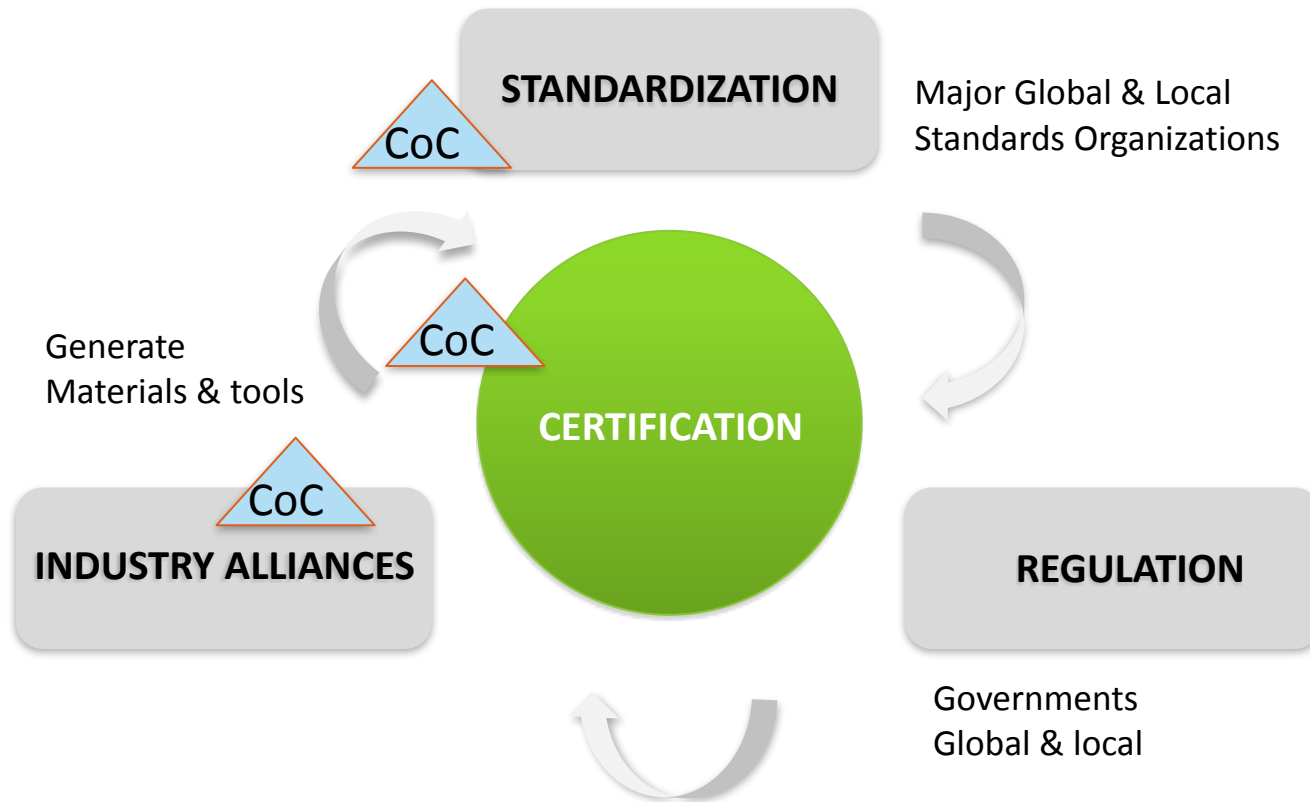 STANDARDIZATION
CoC
Major Global & Local
Standards Organizations
CoC
Generate
Materials & tools
CERTIFICATION
CoC
INDUSTRY ALLIANCES
REGULATION
Governments
Global & local